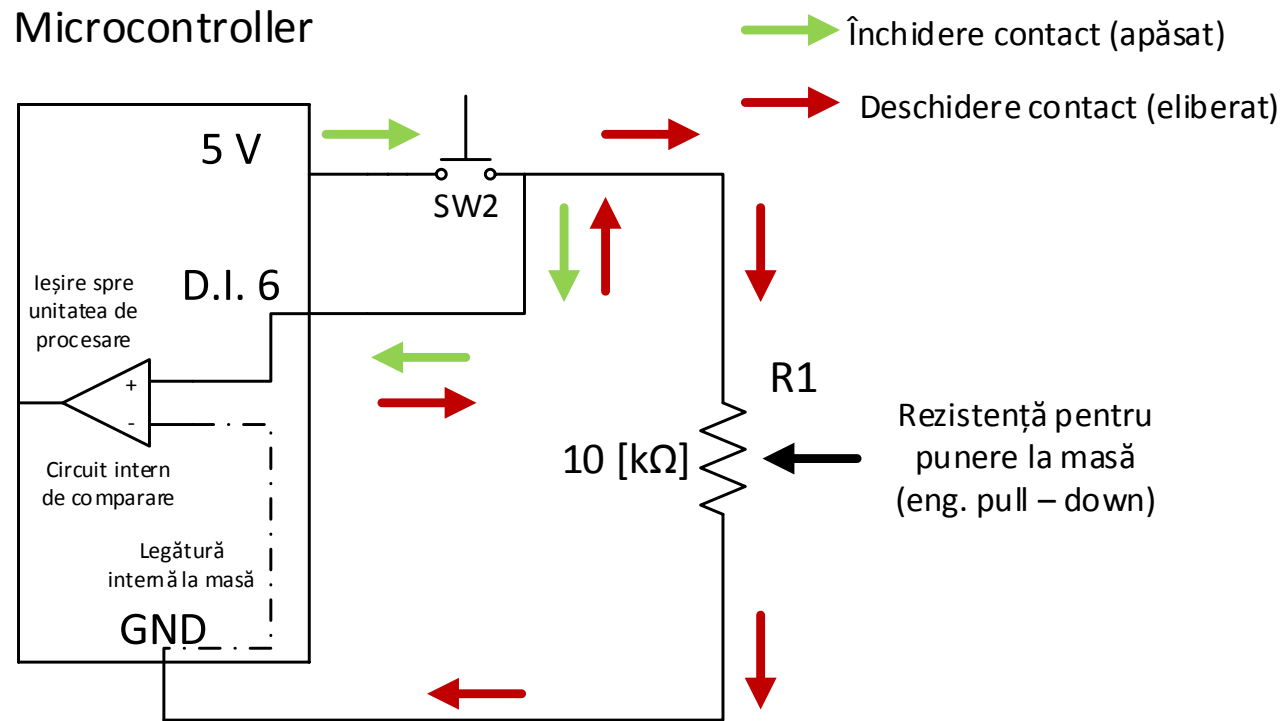 Microcontroller
Închidere contact (apăsat)
Deschidere contact (eliberat)
5 V
SW2
D.I. 6
Ieșire spre
unitatea de
procesare
+
-
Circuit intern
de comparare
Legătură
internă la masă
GND
R1
10 [kΩ]
Rezistență pentru
punere la masă
(eng. pull – down)